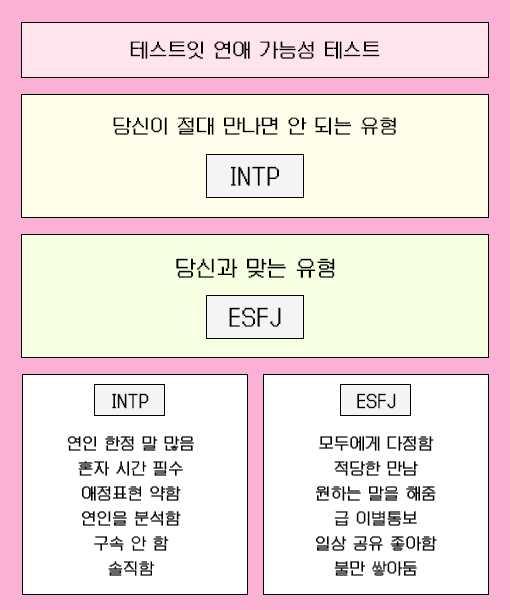 테스트잇 연애 가능성 테스트
당신이 절대 만나면 안 되는 유형
INTP
당신과 맞는 유형
ESFJ
INTP
연인 한정 말 많음
혼자 시간 필수
애정표현 약함
연인을 분석함
구속 안 함
솔직함
ESFJ
모두에게 다정함
적당한 만남
원하는 말을 해줌
급 이별통보
일상 공유 좋아함
불만 쌓아둠